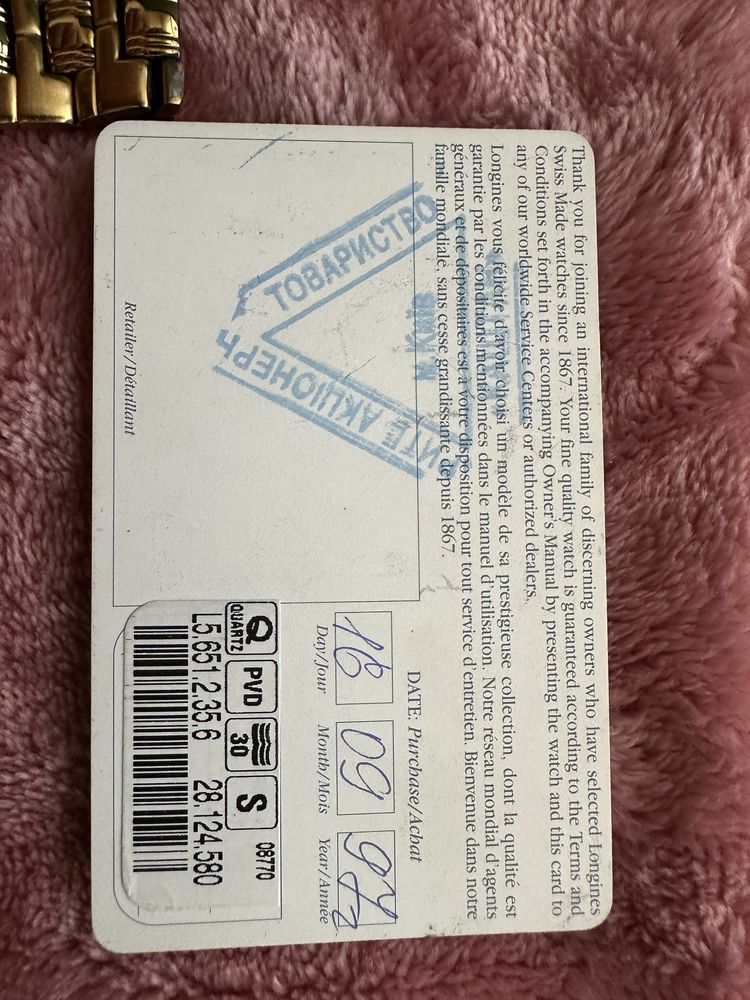 Thank you for joining an international family of discerning owners who have selected Longines
Swiss Made watches since 1867. Your fine quality watch is guaranteed according to the Terms and
Conditions set forth in the accompanying Owner's Manual by presenting the watch and this card to
any of our worldwide Service Centers or authorized dealers.
Longines vous félicite d'avoir choisi un modèle de sa prestigieuse collection, dont la qualité est
garantie par les conditions mentionnées dans le manuel d'utilisation. Notre réseau mondial d'agents
généraux et de dépositaires est à votre disposition pour tout service d'entretien. Bienvenue dans notre
famille mondiale, sans cesse grandissante depuis 1867.
ТОВАРИСТВО
АКЦІОНЕРН
Retailer/Détaillant
DATE: Purchase/Achat
16 09 97
Day/Jour Month/Mois Year/Année
Q QUARTZ PVD 30 S 08770
L5.651.2.35.6 28.124.580